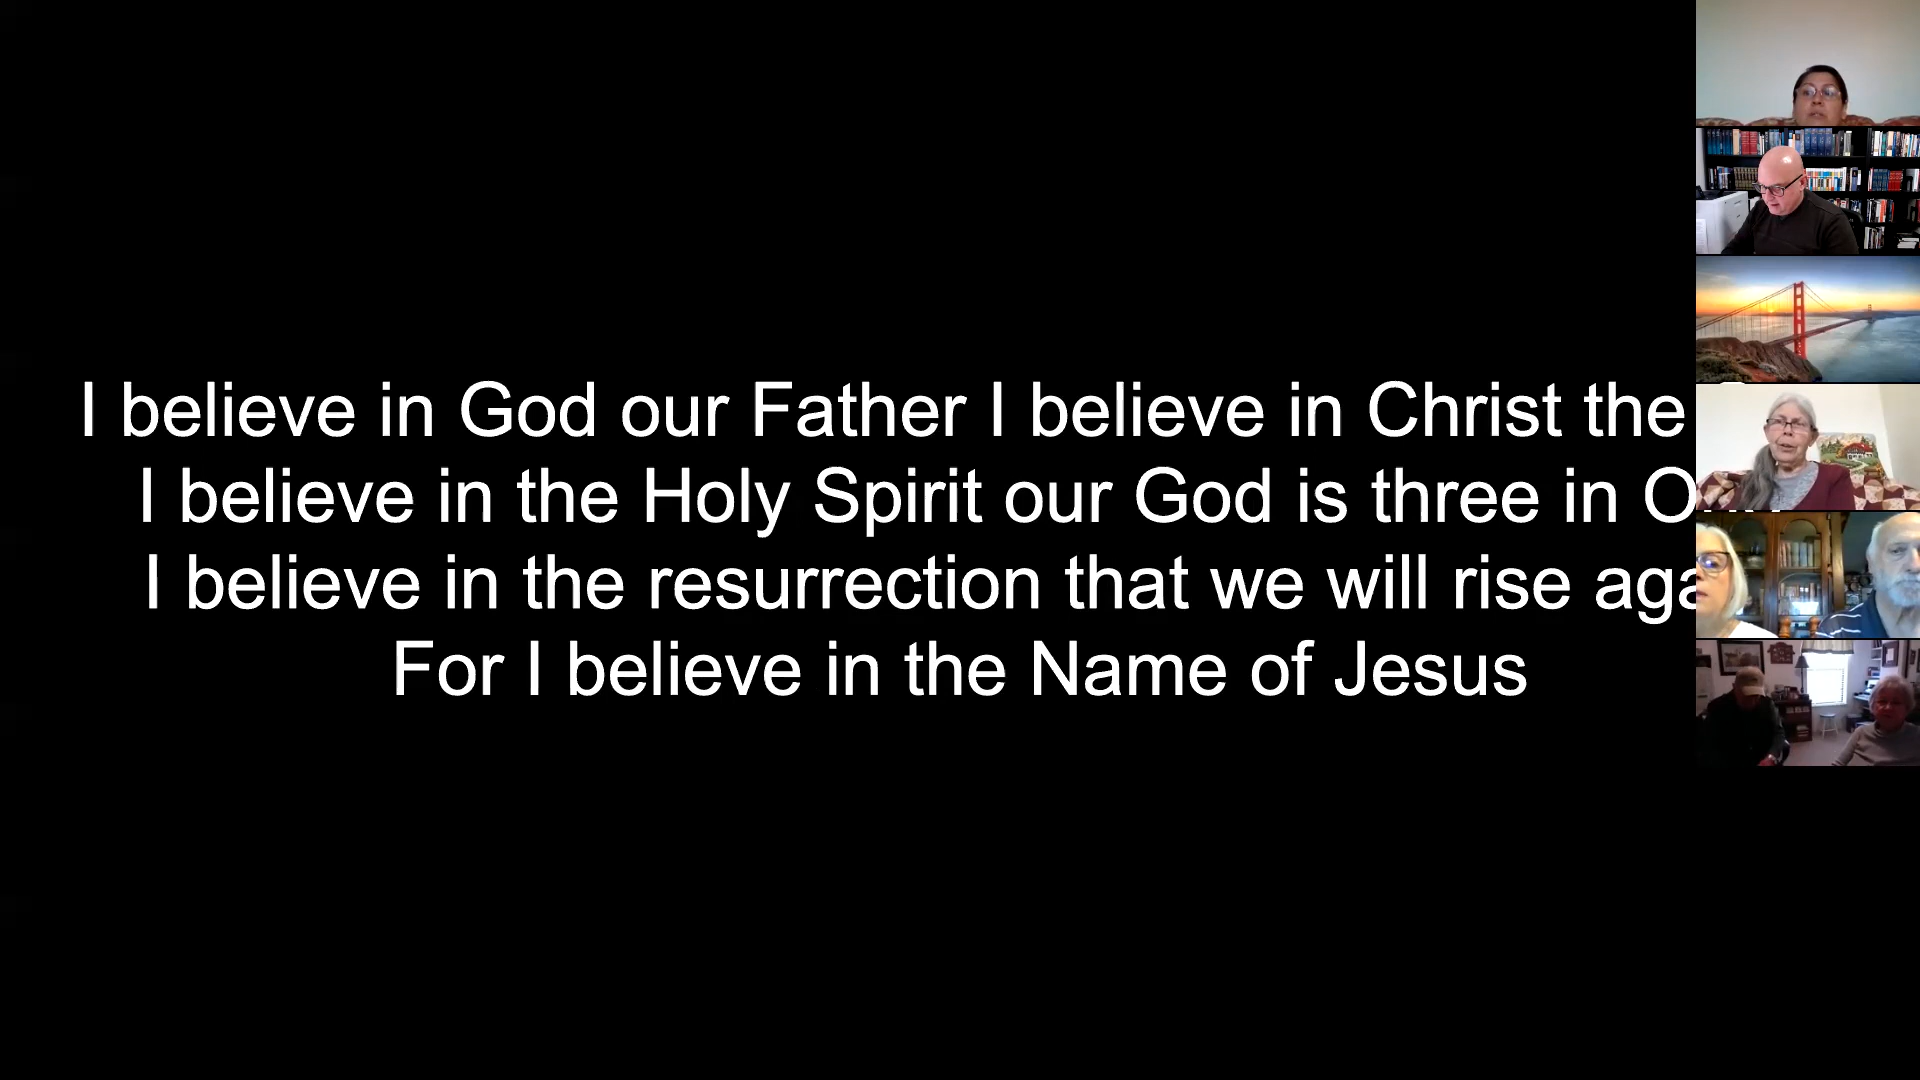 I believe in God our Father I believe in Christ the
I believe in the Holy Spirit our God is three in
I believe in the resurrection that we will rise
For I believe in the Name of Jesus